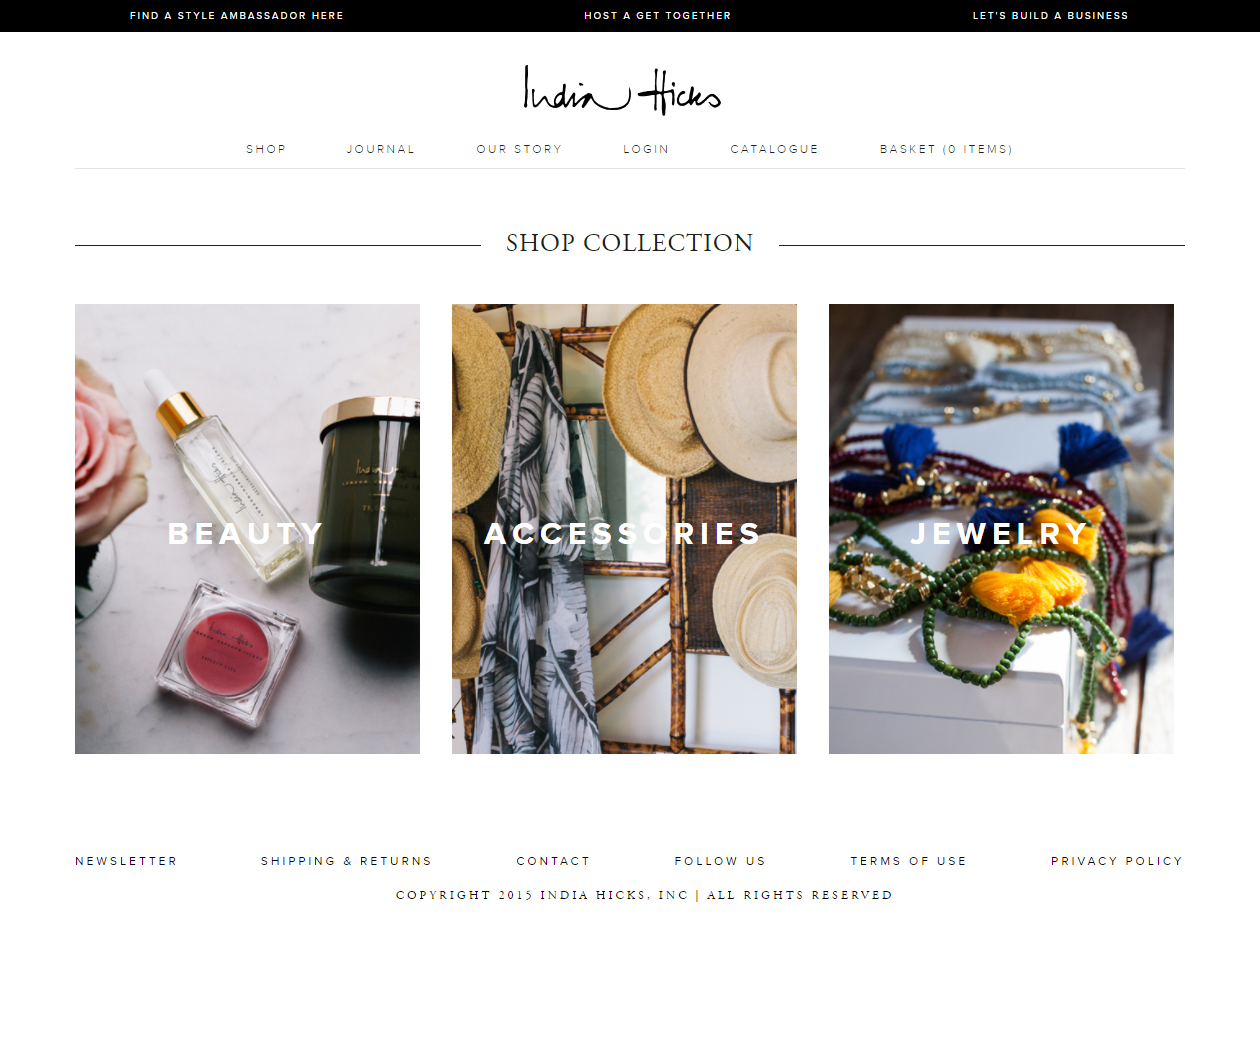 FIND A STYLE AMBASSADOR HERE HOST A GET TOGETHER LET'S BUILD A BUSINESS
India Hicks
SHOP JOURNAL OUR STORY LOGIN CATALOGUE BASKET (0 ITEMS)
SHOP COLLECTION
BEAUTY ACCESSORIES JEWELRY
NEWSLETTER SHIPPING & RETURNS CONTACT FOLLOW US TERMS OF USE PRIVACY POLICY
COPYRIGHT 2015 INDIA HICKS, INC | ALL RIGHTS RESERVED